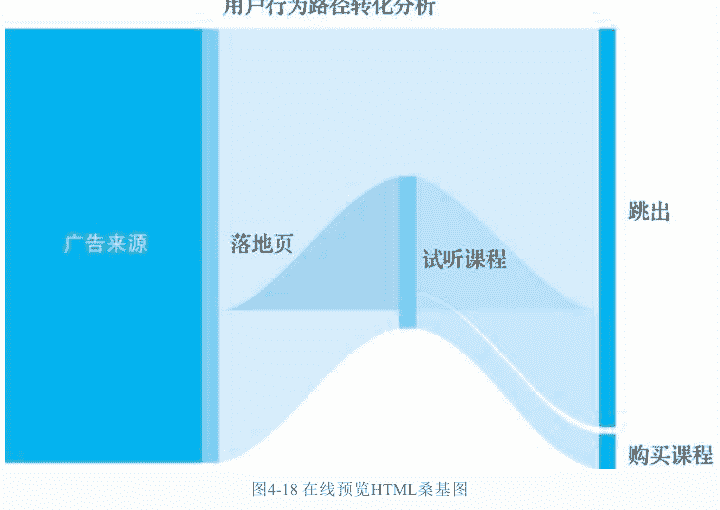 用户行为路径转化分析
跳出
广告来源
落地页
试听课程
购买课程
图4-18 在线预览HTML桑基图